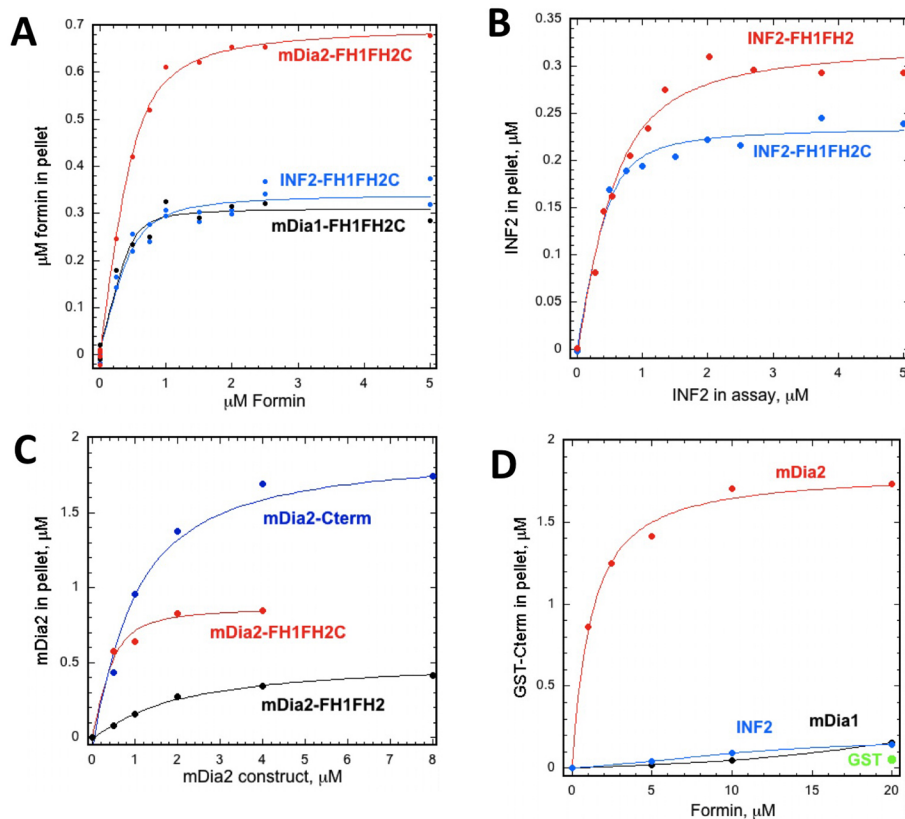 A
0.7
0.6
0.5
0.4
0.3
0.2
0.1
0
μM formin in pellet
mDia2-FH1FH2C
INF2-FH1FH2C
mDia1-FH1FH2C
0 1 2 3 4 5
μM Formin
B
0.35
0.3
0.25
0.2
0.15
0.1
0.05
0
INF2 in pellet, μM
INF2-FH1FH2
INF2-FH1FH2C
0 1 2 3 4 5
INF2 in assay, μM
C
2
1.5
1
0.5
0
mDia2 in pellet, μM
mDia2-Cterm
mDia2-FH1FH2C
mDia2-FH1FH2
0 1 2 3 4 5 6 7 8
mDia2 construct, μM
D
2
1.5
1
0.5
0
GST-Cterm in pellet, μM
mDia2
INF2
mDia1
GST
0 5 10 15 20
Formin, μM